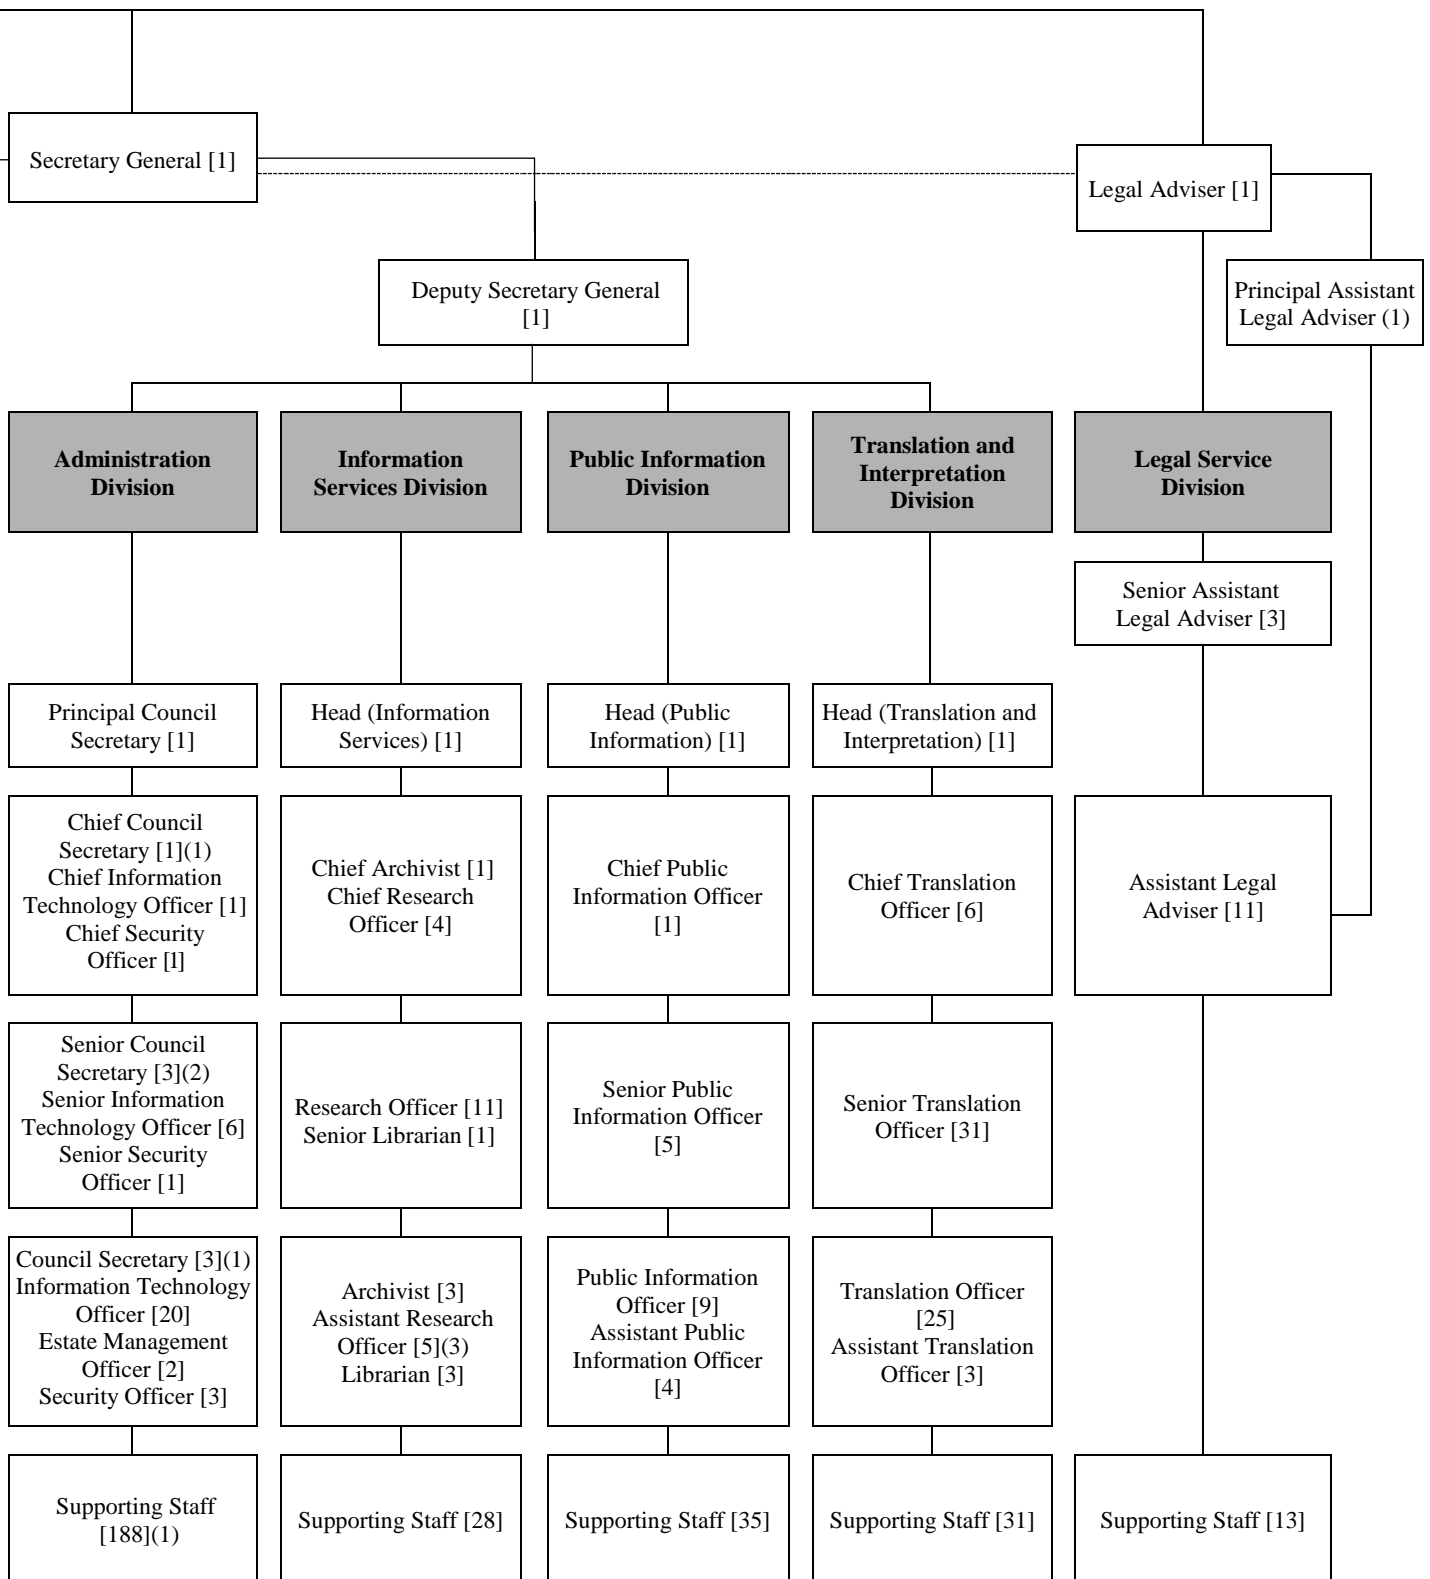 Secretary General [1]
Legal Adviser [1]
Deputy Secretary General
[1]
Principal Assistant
Legal Adviser (1)
Administration
Division
Information
Services Division
Public Information
Division
Translation and
Interpretation
Division
Legal Service
Division
Senior Assistant
Legal Adviser [3]
Principal Council
Secretary [1]
Head (Information
Services) [1]
Head (Public
Information) [1]
Head (Translation and
Interpretation) [1]
Chief Council
Secretary [1](1)
Chief Information
Technology Officer [1]
Chief Security
Officer [l]
Chief Archivist [1]
Chief Research
Officer [4]
Chief Public
Information Officer
[1]
Chief Translation
Officer [6]
Assistant Legal
Adviser [11]
Senior Council
Secretary [3](2)
Senior Information
Technology Officer [6]
Senior Security
Officer [1]
Research Officer [11]
Senior Librarian [1]
Senior Public
Information Officer
[5]
Senior Translation
Officer [31]
Council Secretary [3](1)
Information Technology
Officer [20]
Estate Management
Officer [2]
Security Officer [3]
Archivist [3]
Assistant Research
Officer [5](3)
Librarian [3]
Public Information
Officer [9]
Assistant Public
Information Officer
[4]
Translation Officer
[25]
Assistant Translation
Officer [3]
Supporting Staff
[188](1)
Supporting Staff [28]
Supporting Staff [35]
Supporting Staff [31]
Supporting Staff [13]